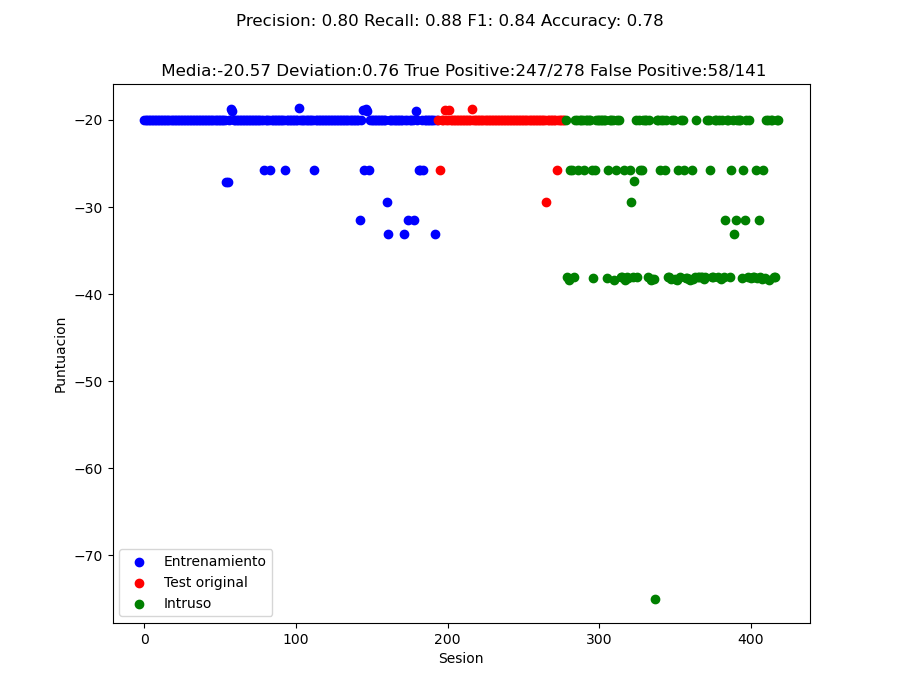 Precision: 0.80 Recall: 0.88 F1: 0.84 Accuracy: 0.78
Media:-20.57 Deviation:0.76 True Positive:247/278 False Positive:58/141
−20
−30
−40
−50
−60
−70
Puntuacion
Entrenamiento
Test original
Intruso
0 100 200 300 400
Sesion